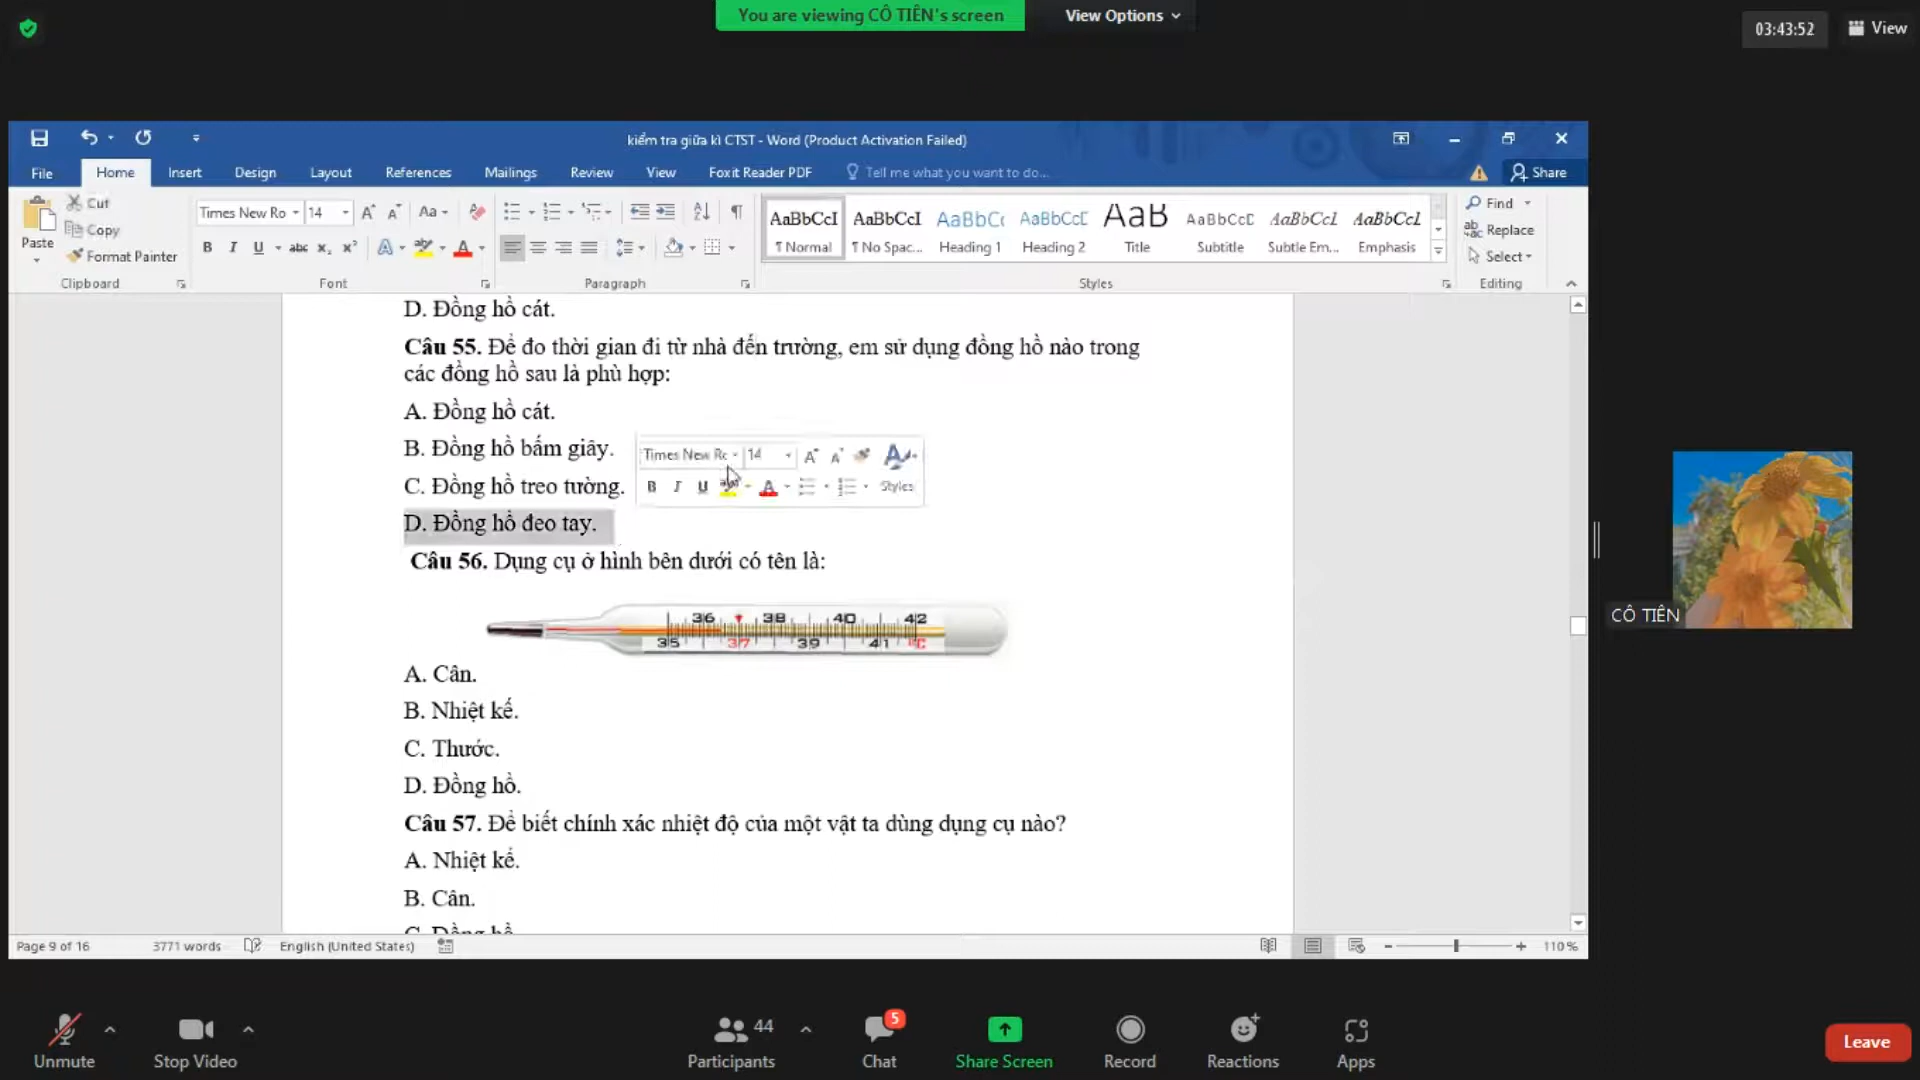 You are viewing CÔ TIÊN's screen
View Options
03:43:52
View
kiểm tra giữa kì CTST - Word (Product Activation Failed)
File
Home
Insert
Design
Layout
References
Mailings
Review
View
Foxit Reader PDF
Tell me what you want to do...
Share
Paste
Cut
Copy
Format Painter
Clipboard
Times New Ro
14
Aa
B I U abc x₂ x²
Font
Paragraph
AaBbCcI
¶ Normal
AaBbCcI
¶ No Spac...
AaBbCc
Heading 1
AaBbCcC
Heading 2
AaB
Title
AaBbCcC
Subtitle
AaBbCcI
Subtle Em...
AaBbCcI
Emphasis
Styles
Find
Replace
Select
Editing
D. Đồng hồ cát.
Câu 55. Để đo thời gian đi từ nhà đến trường, em sử dụng đồng hồ nào trong
các đồng hồ sau là phù hợp:
A. Đồng hồ cát.
B. Đồng hồ bấm giây.
C. Đồng hồ treo tường.
Times New Ro
14
B I U
Styles
D. Đồng hồ đeo tay.
Câu 56. Dụng cụ ở hình bên dưới có tên là:
36 38 40 42
35 37 39 41 °C
A. Cân.
B. Nhiệt kế.
C. Thước.
D. Đồng hồ.
Câu 57. Để biết chính xác nhiệt độ của một vật ta dùng dụng cụ nào?
A. Nhiệt kế.
B. Cân.
C. Đồng hồ
CÔ TIÊN
Page 9 of 16
3771 words
English (United States)
110 %
Unmute
Stop Video
Participants
44
Chat
5
Share Screen
Record
Reactions
Apps
Leave